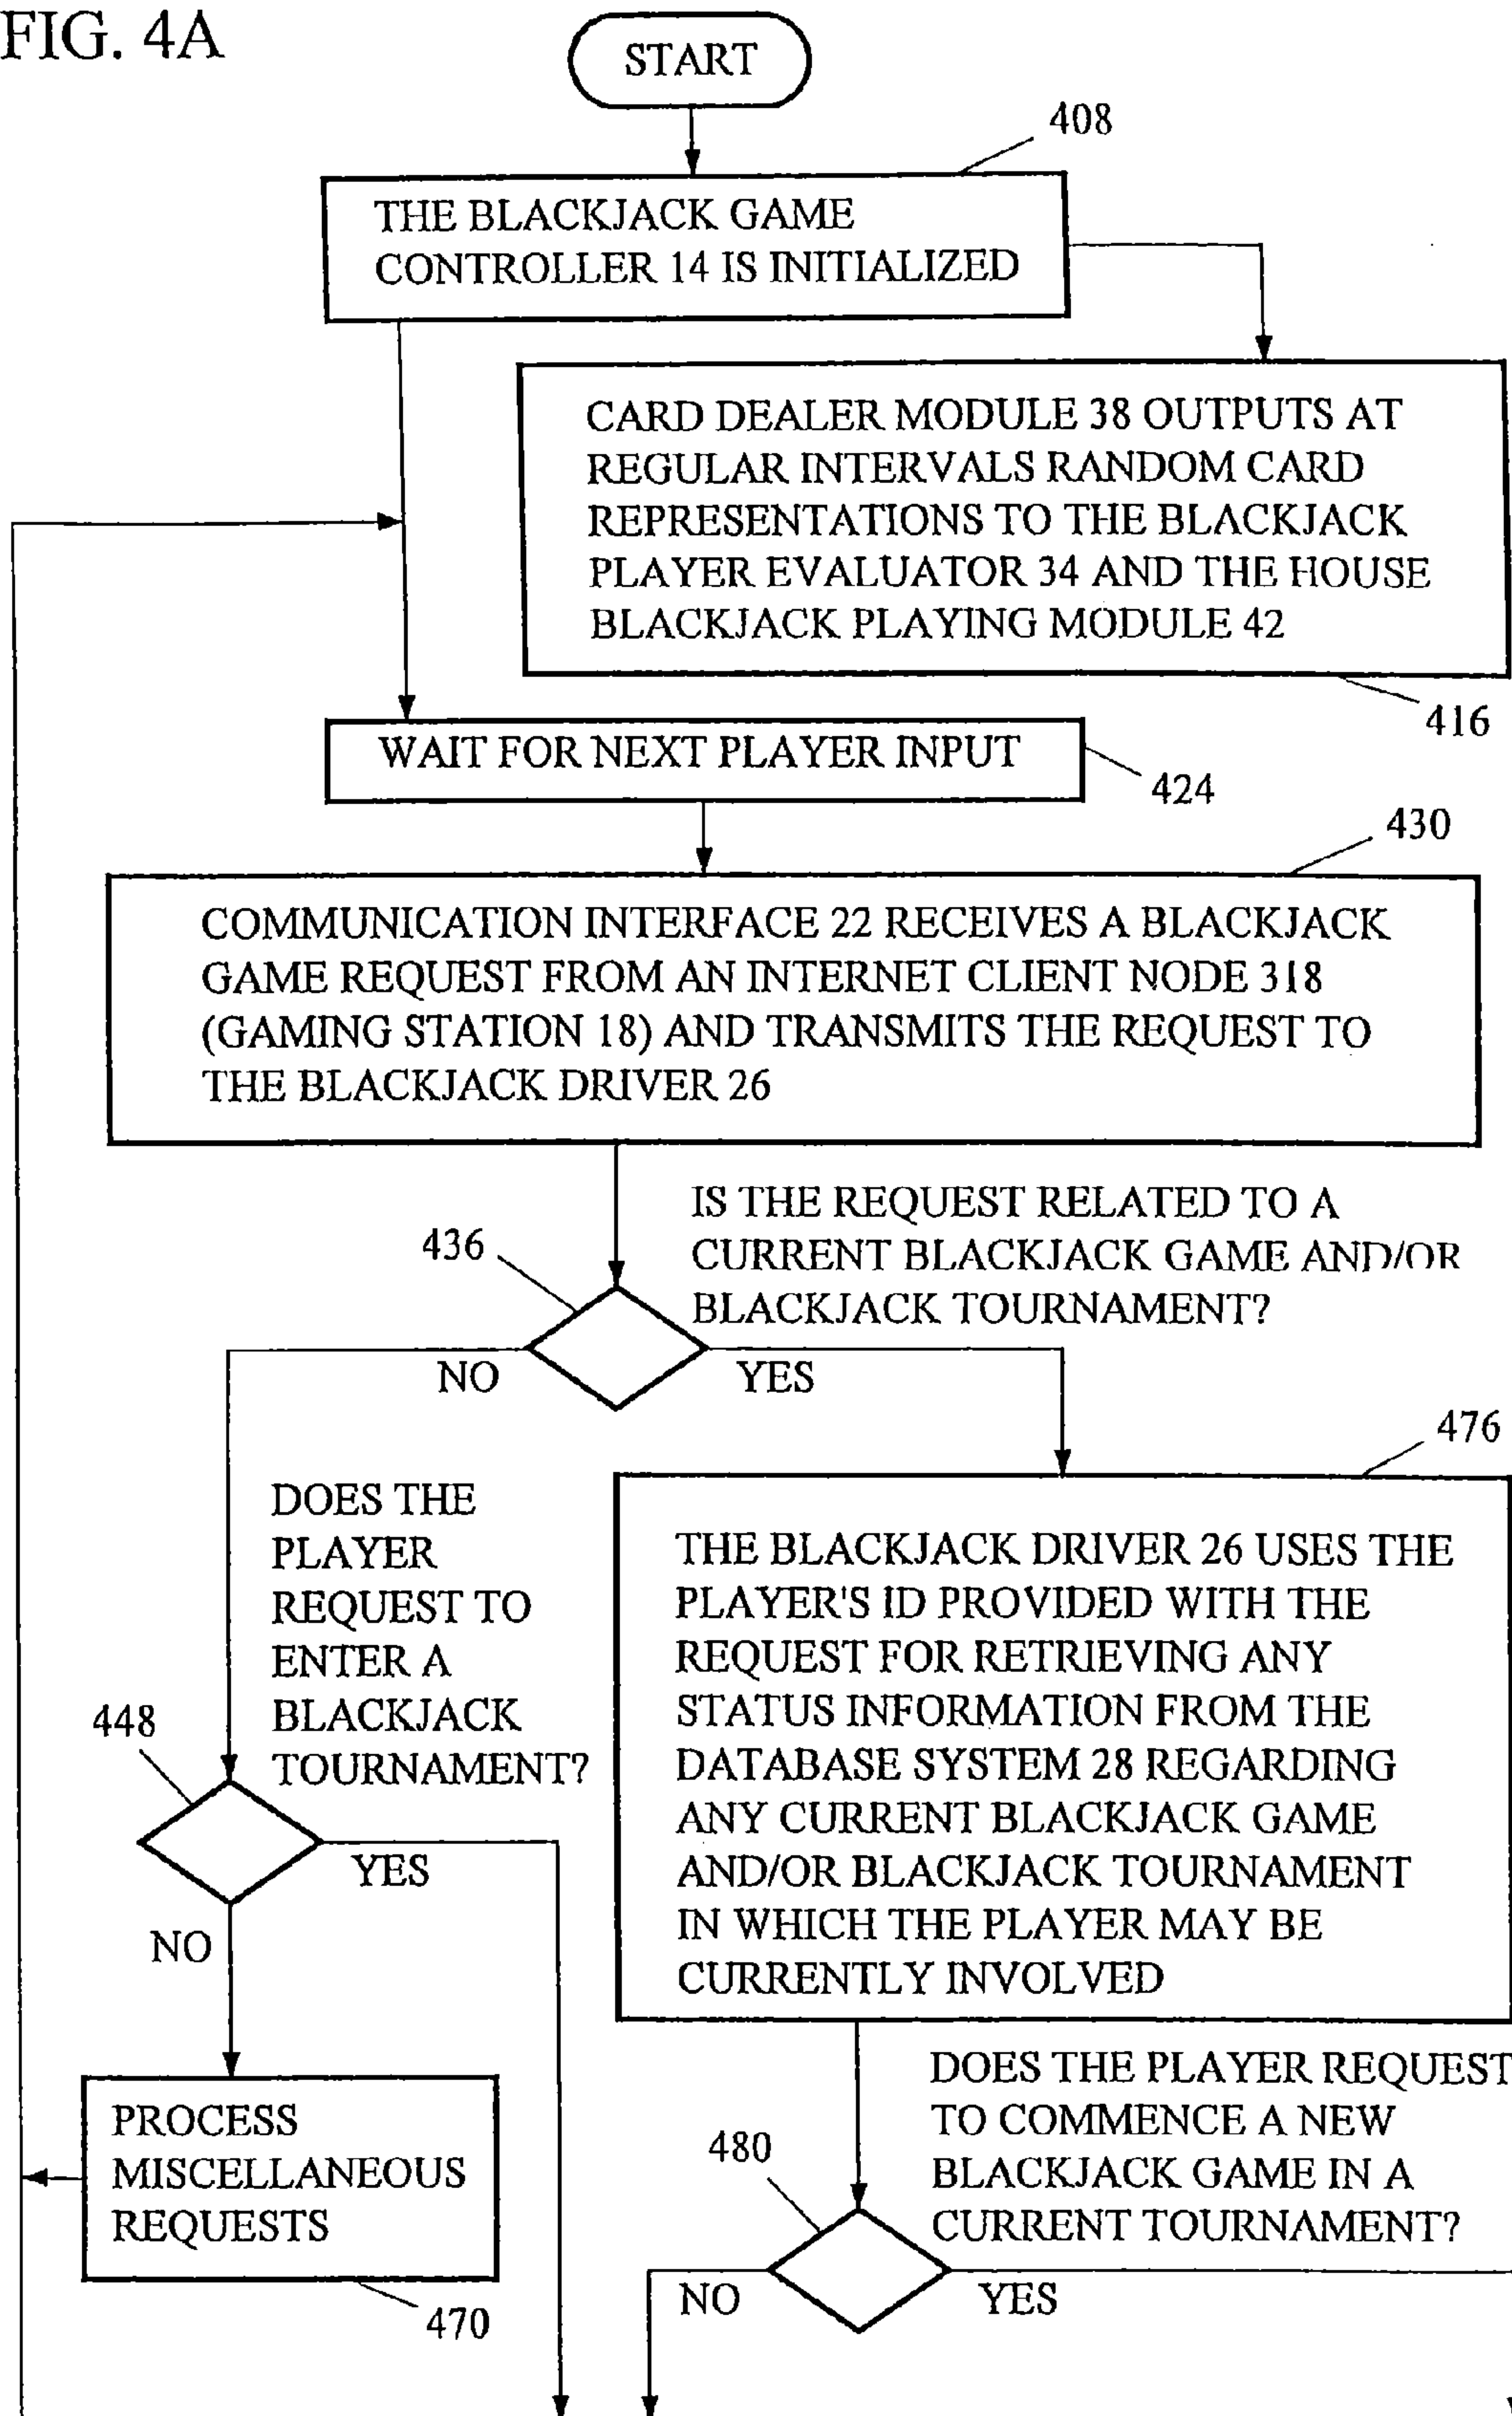 FIG. 4A
START
408
THE BLACKJACK GAME
CONTROLLER 14 IS INITIALIZED
CARD DEALER MODULE 38 OUTPUTS AT
REGULAR INTERVALS RANDOM CARD
REPRESENTATIONS TO THE BLACKJACK
PLAYER EVALUATOR 34 AND THE HOUSE
BLACKJACK PLAYING MODULE 42
416
WAIT FOR NEXT PLAYER INPUT
424
430
COMMUNICATION INTERFACE 22 RECEIVES A BLACKJACK
GAME REQUEST FROM AN INTERNET CLIENT NODE 318
(GAMING STATION 18) AND TRANSMITS THE REQUEST TO
THE BLACKJACK DRIVER 26
IS THE REQUEST RELATED TO A
CURRENT BLACKJACK GAME AND/OR
BLACKJACK TOURNAMENT?
436
NO
YES
DOES THE
PLAYER
REQUEST TO
ENTER A
BLACKJACK
TOURNAMENT?
448
YES
NO
476
THE BLACKJACK DRIVER 26 USES THE
PLAYER'S ID PROVIDED WITH THE
REQUEST FOR RETRIEVING ANY
STATUS INFORMATION FROM THE
DATABASE SYSTEM 28 REGARDING
ANY CURRENT BLACKJACK GAME
AND/OR BLACKJACK TOURNAMENT
IN WHICH THE PLAYER MAY BE
CURRENTLY INVOLVED
PROCESS
MISCELLANEOUS
REQUESTS
470
DOES THE PLAYER REQUEST
TO COMMENCE A NEW
BLACKJACK GAME IN A
CURRENT TOURNAMENT?
480
NO
YES